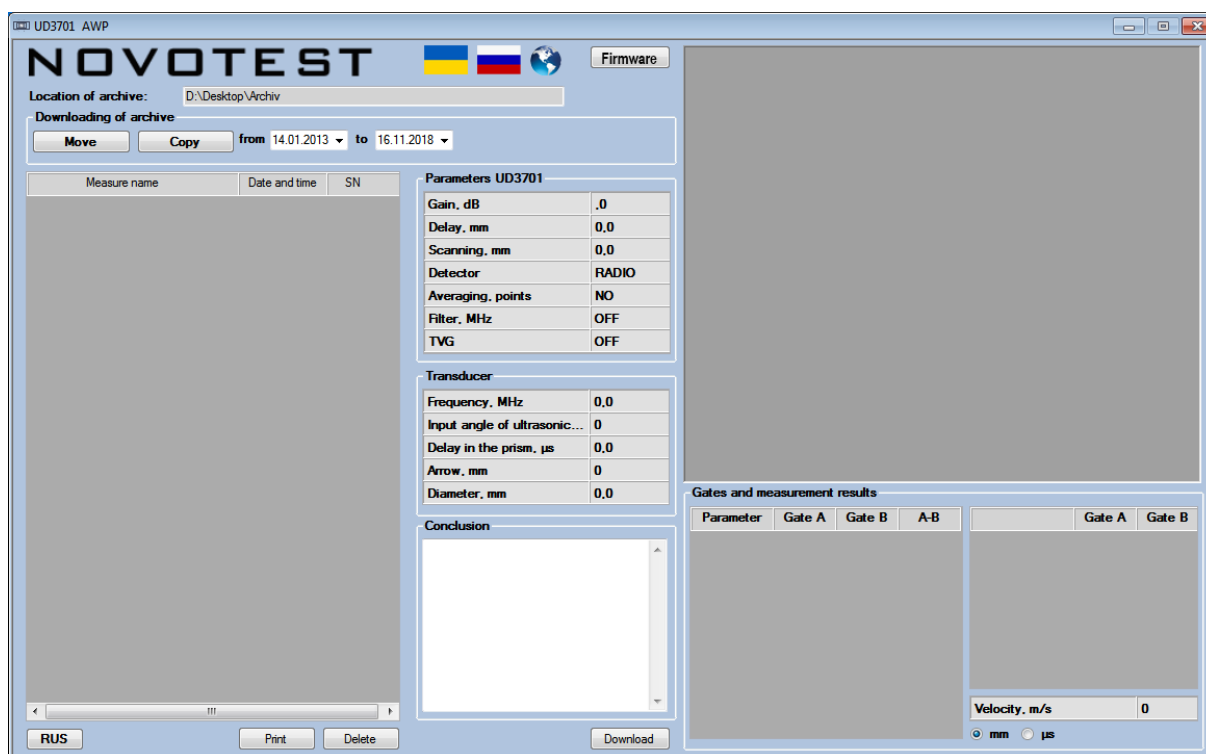 UD3701 AWP
NOVOTEST
Firmware
Location of archive: D:\Desktop\Archiv
Downloading of archive
Move Copy from 14.01.2013 to 16.11.2018
Measure name Date and time SN
Parameters UD3701
Gain, dB ,0
Delay, mm 0,0
Scanning, mm 0,0
Detector RADIO
Averaging, points NO
Filter, MHz OFF
TVG OFF
Transducer
Frequency, MHz 0,0
Input angle of ultrasonic... 0
Delay in the prism, µs 0,0
Arrow, mm 0
Diameter, mm 0,0
Conclusion
Gates and measurement results
Parameter Gate A Gate B A-B
Gate A Gate B
Velocity, m/s 0
mm µs
RUS Print Delete Download